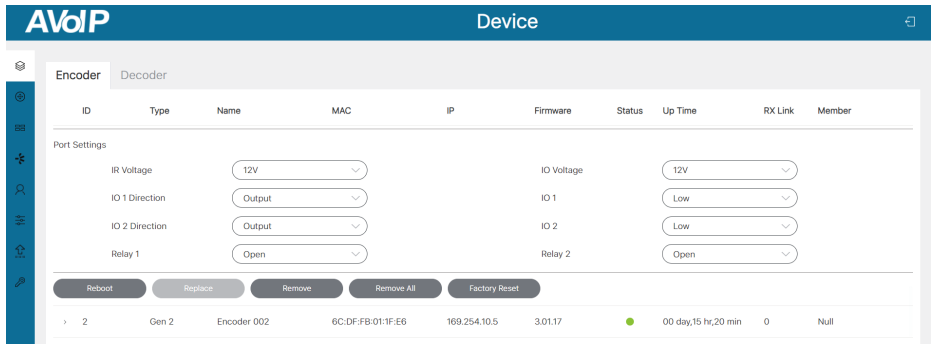 AVoIP Device
Encoder Decoder
ID Type Name MAC IP Firmware Status Up Time RX Link Member
Port Settings
IR Voltage 12V IO Voltage 12V
IO 1 Direction Output IO 1 Low
IO 2 Direction Output IO 2 Low
Relay 1 Open Relay 2 Open
Reboot Replace Remove Remove All Factory Reset
2 Gen 2 Encoder 002 6C:DF:FB:01:1F:E6 169.254.10.5 3.01.17 00 day,15 hr,20 min 0 Null